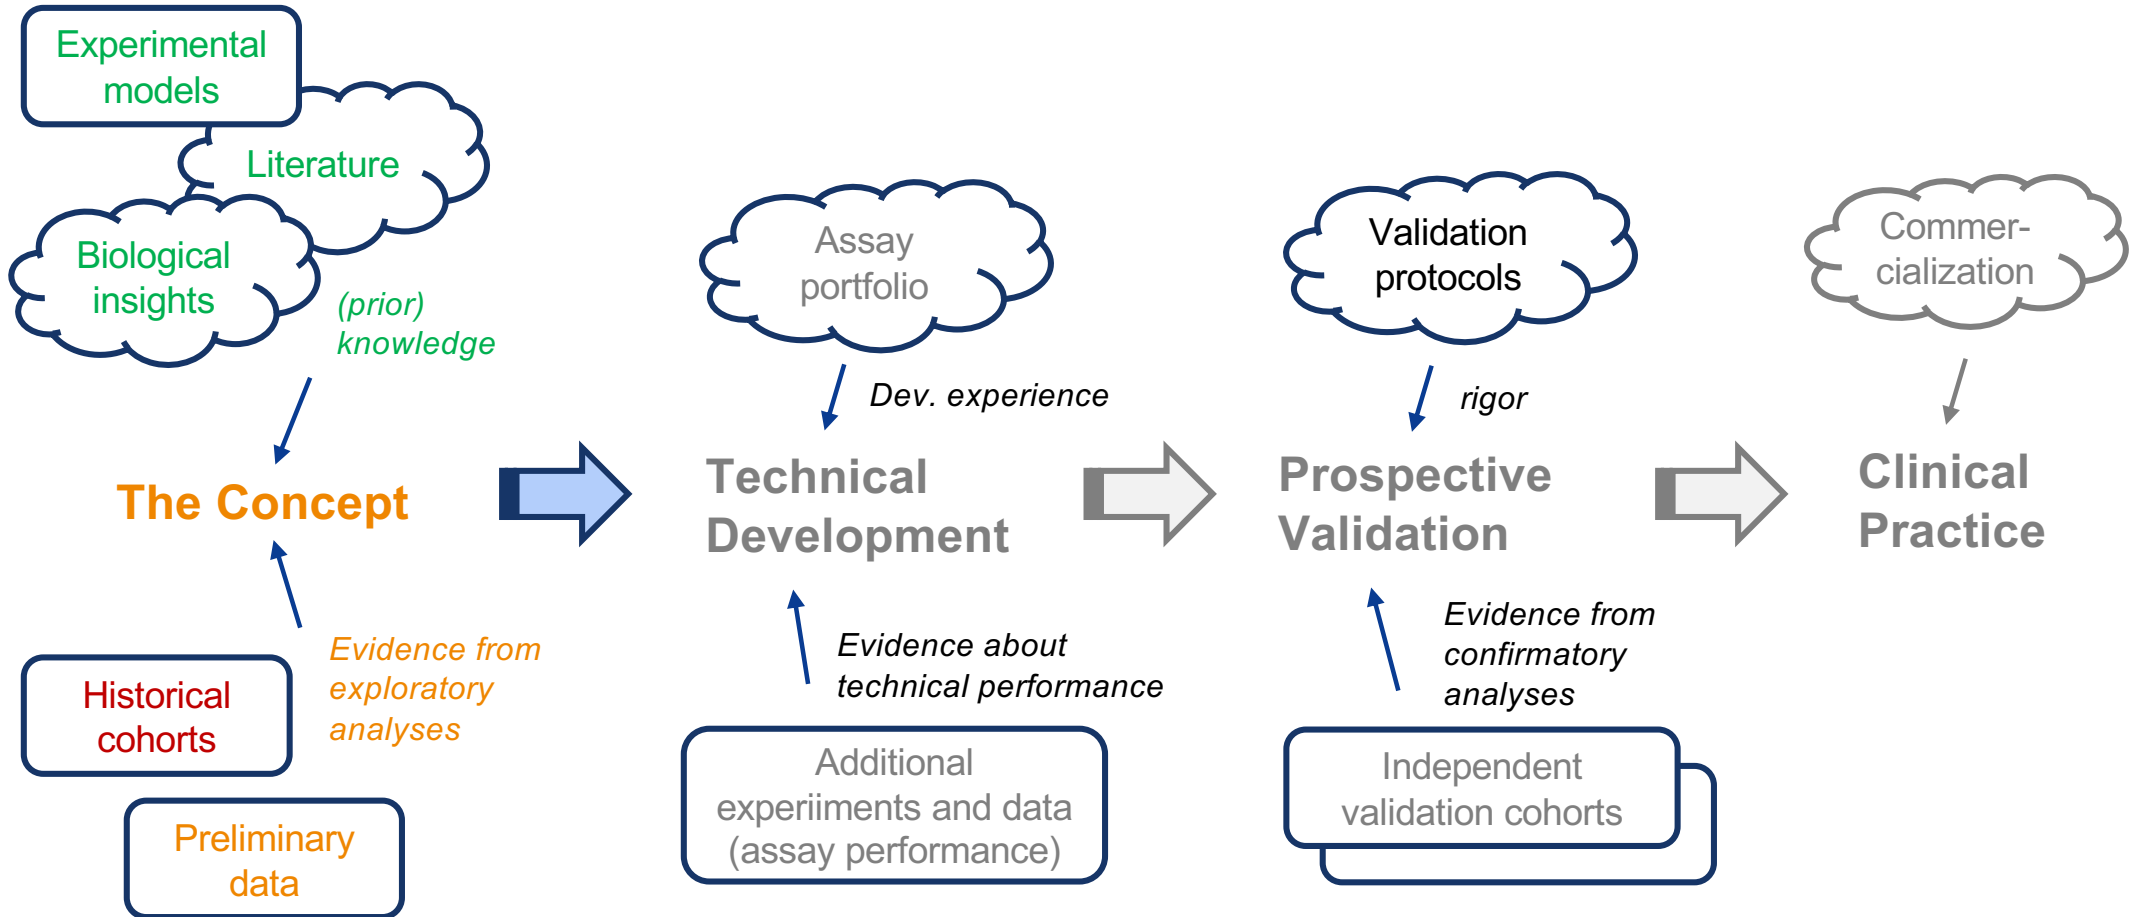 Experimental
models
Literature
Biological
insights
(prior)
knowledge
The Concept
Evidence from
exploratory
analyses
Historical
cohorts
Preliminary
data
Assay
portfolio
Dev. experience
Technical
Development
Evidence about
technical performance
Additional
experiiments and data
(assay performance)
Validation
protocols
rigor
Prospective
Validation
Evidence from
confirmatory
analyses
Independent
validation cohorts
Commer-
cialization
Clinical
Practice